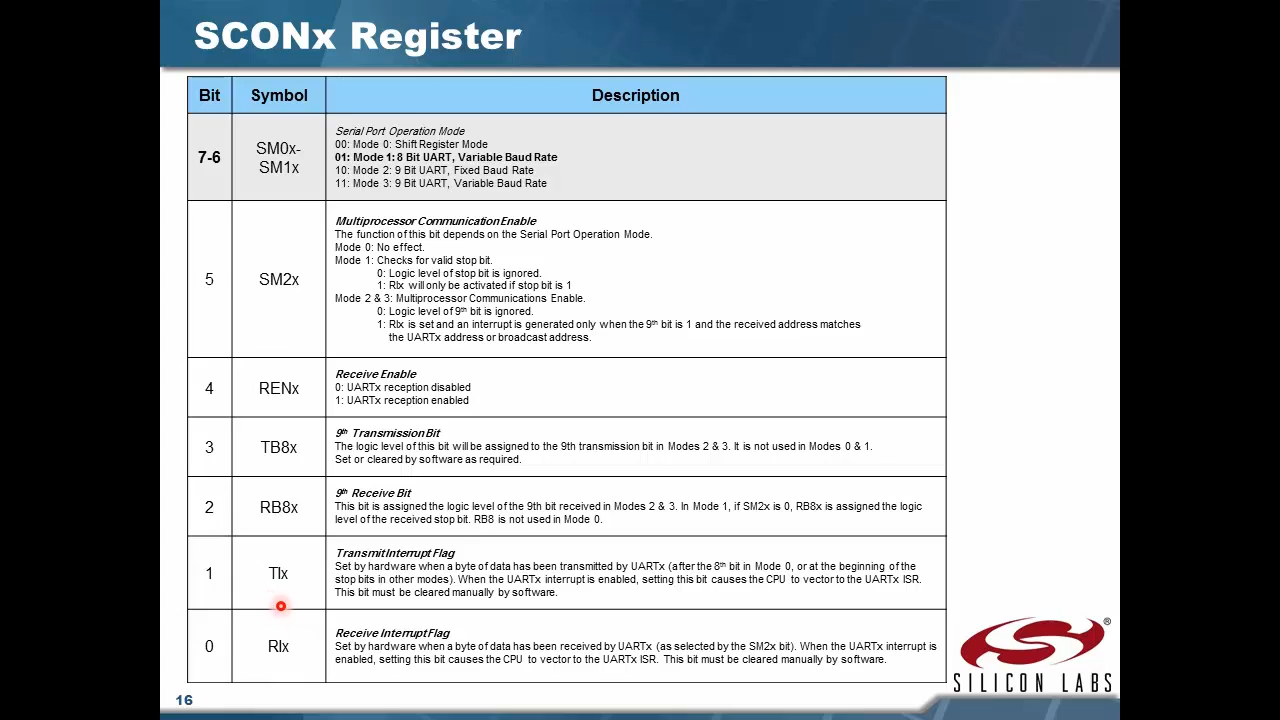 SCONx Register
Bit Symbol Description
7-6
SM0x-
SM1x
Serial Port Operation Mode
00: Mode 0: Shift Register Mode
01: Mode 1: 8 Bit UART, Variable Baud Rate
10: Mode 2: 9 Bit UART, Fixed Baud Rate
11: Mode 3: 9 Bit UART, Variable Baud Rate
5
SM2x
Multiprocessor Communication Enable
The function of this bit depends on the Serial Port Operation Mode.
Mode 0: No effect.
Mode 1: Checks for valid stop bit.
0: Logic level of stop bit is ignored.
1: RIx will only be activated if stop bit is 1
Mode 2 & 3: Multiprocessor Communications Enable.
0: Logic level of 9th bit is ignored.
1: RIx is set and an interrupt is generated only when the 9th bit is 1 and the received address matches
the UARTx address or broadcast address.
4
RENx
Receive Enable
0: UARTx reception disabled
1: UARTx reception enabled
3
TB8x
9th Transmission Bit
The logic level of this bit will be assigned to the 9th transmission bit in Modes 2 & 3. It is not used in Modes 0 & 1.
Set or cleared by software as required.
2
RB8x
9th Receive Bit
This bit is assigned the logic level of the 9th bit received in Modes 2 & 3. In Mode 1, if SM2x is 0, RB8x is assigned the logic
level of the received stop bit. RB8 is not used in Mode 0.
1
TIx
Transmit Interrupt Flag
Set by hardware when a byte of data has been transmitted by UARTx (after the 8th bit in Mode 0, or at the beginning of the
stop bits in other modes). When the UARTx interrupt is enabled, setting this bit causes the CPU to vector to the UARTx ISR.
This bit must be cleared manually by software.
0
RIx
Receive Interrupt Flag
Set by hardware when a byte of data has been received by UARTx (as selected by the SM2x bit). When the UARTx interrupt is
enabled, setting this bit causes the CPU to vector to the UARTx ISR. This bit must be cleared manually by software.
®
SILICON LABS
16